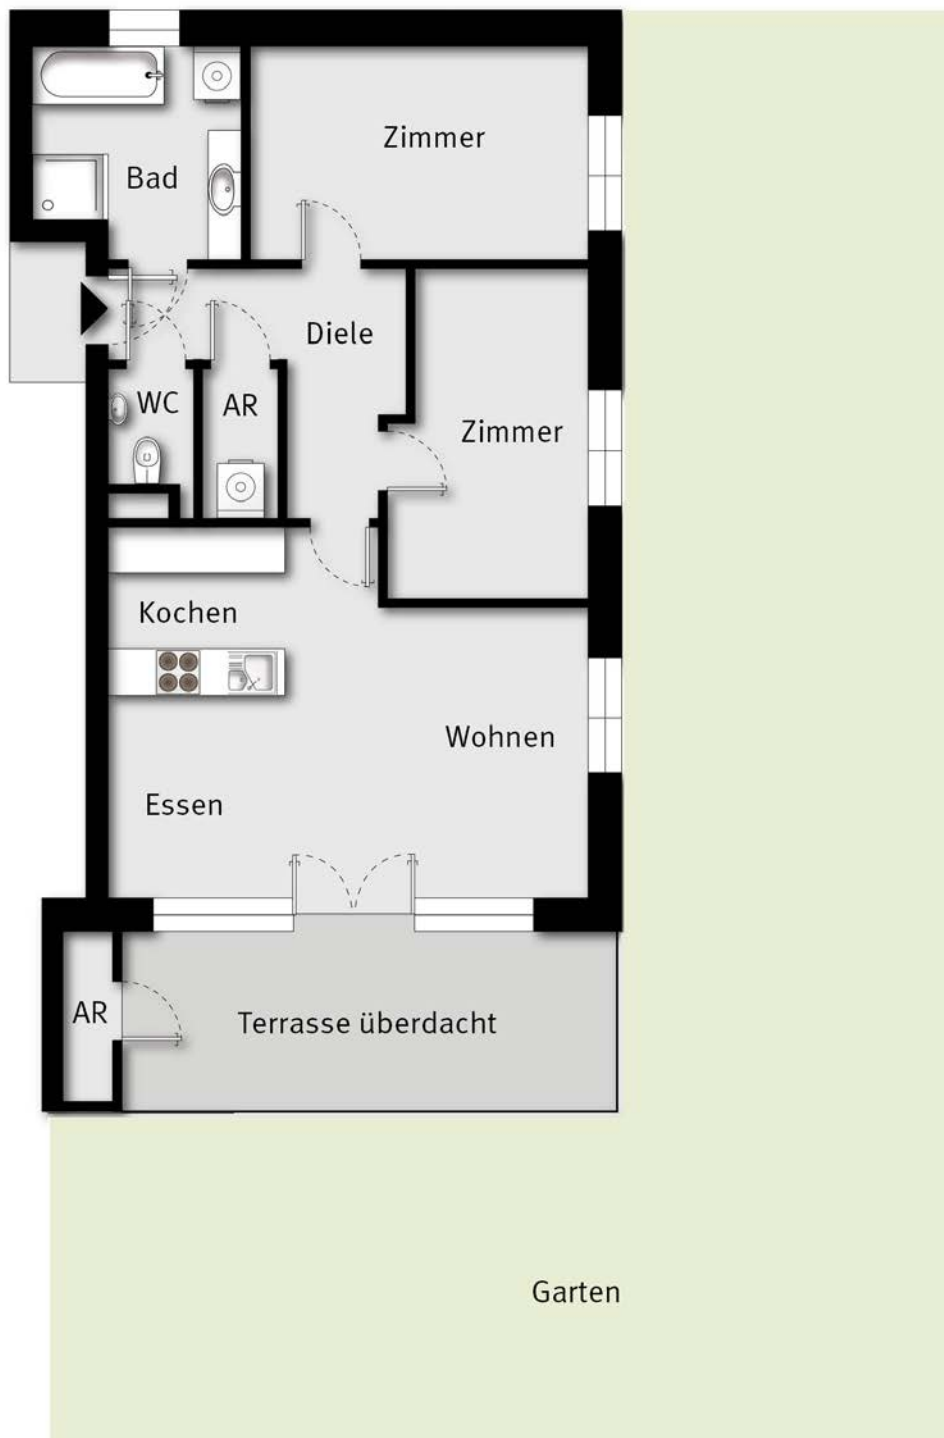 Zimmer
Bad
Diele
WC
AR
Zimmer
Kochen
Wohnen
Essen
AR
Terrasse überdacht
Garten